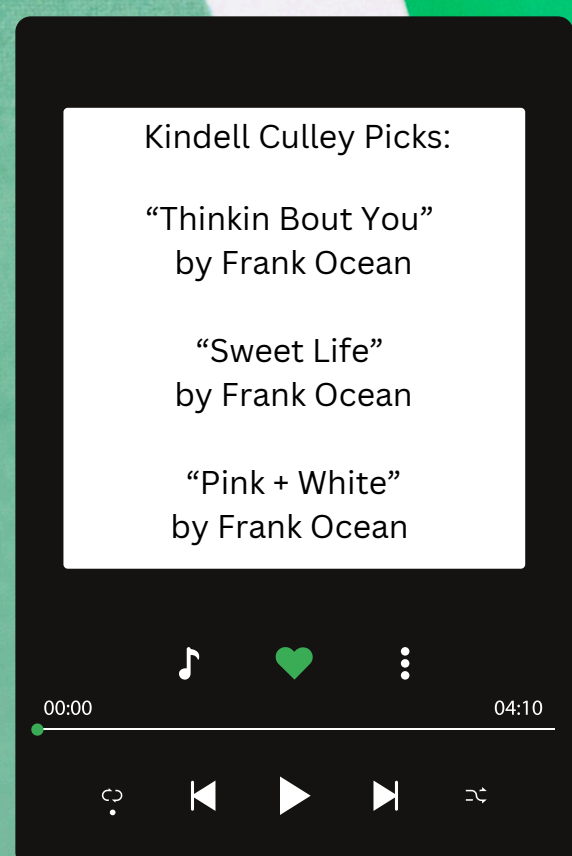 Kindell Culley Picks:
“Thinkin Bout You”
by Frank Ocean
“Sweet Life”
by Frank Ocean
“Pink + White”
by Frank Ocean
00:00 04:10